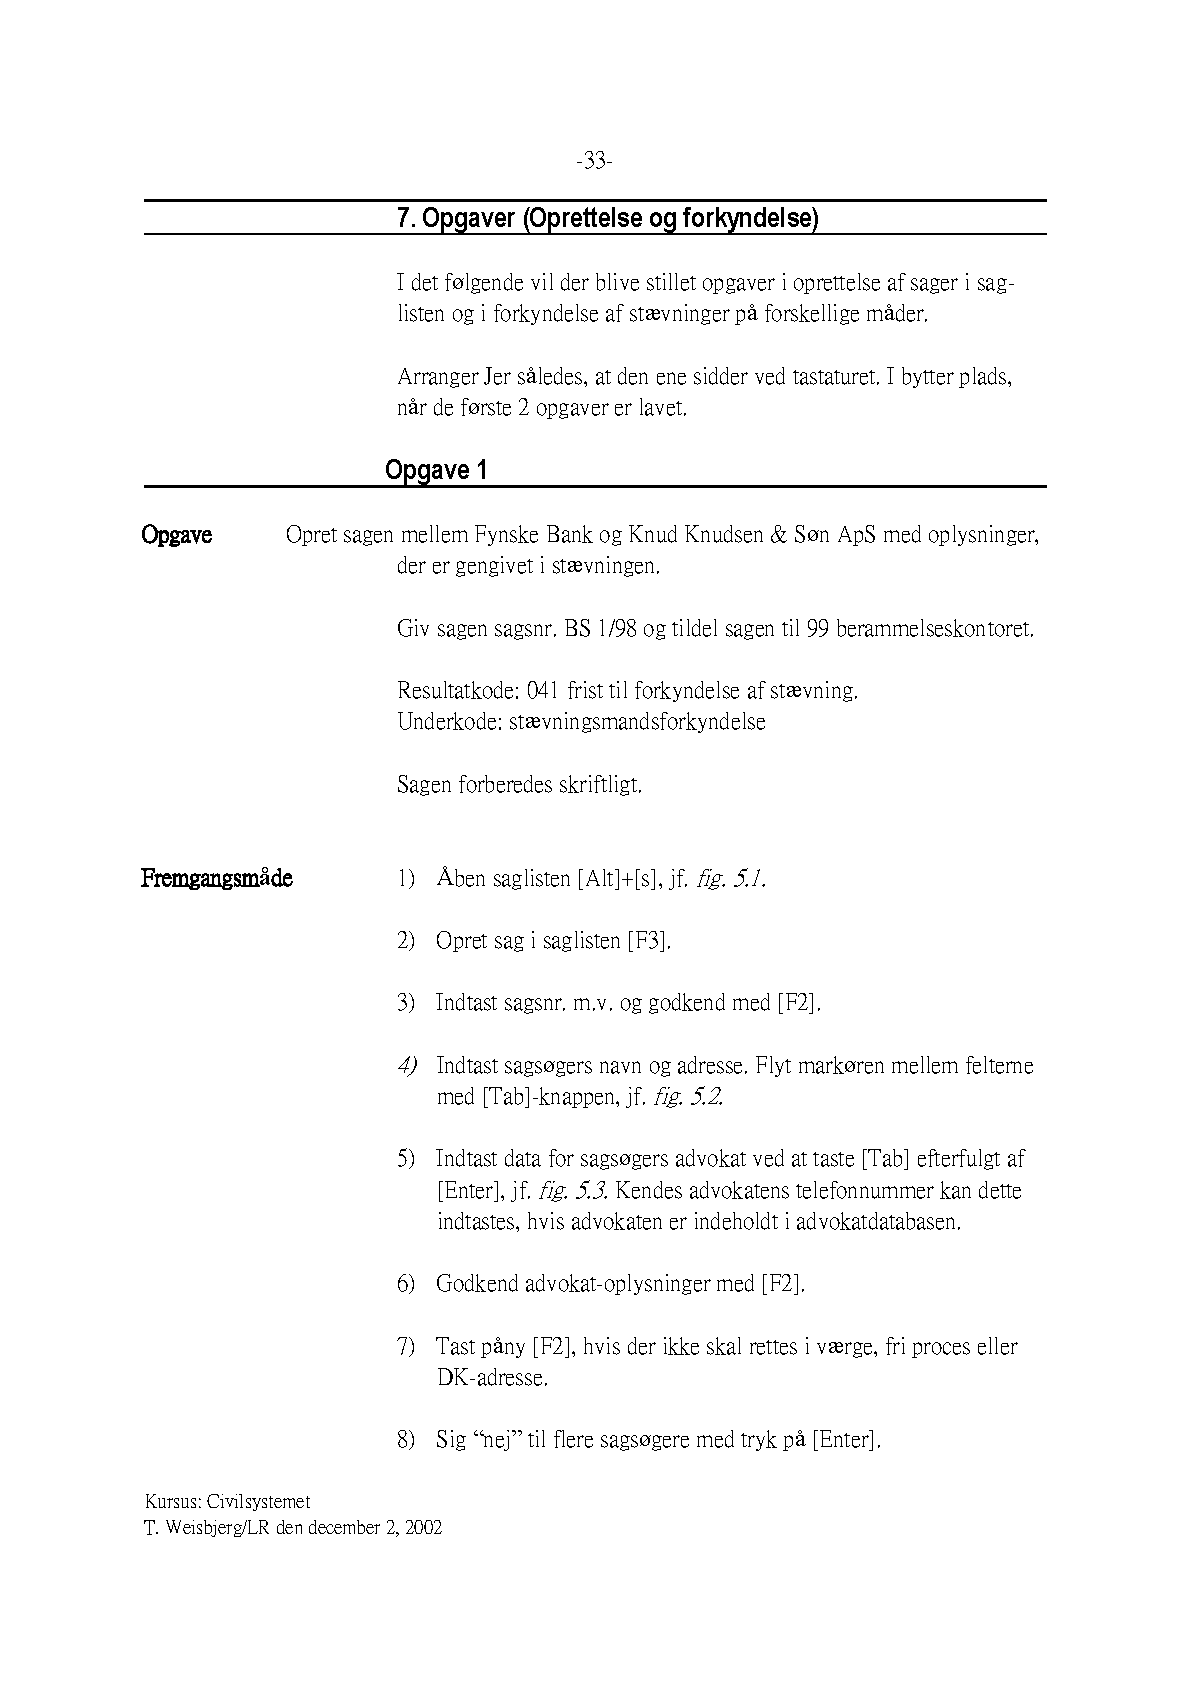 -33-
7. Opgaver (Oprettelse og forkyndelse)
I det følgende vil der blive stillet opgaver i oprettelse af sager i sag-
listen og i forkyndelse af stævninger på forskellige måder.
Arranger Jer således, at den ene sidder ved tastaturet. I bytter plads,
når de første 2 opgaver er lavet.
Opgave 1
Opgave Opret sagen mellem Fynske Bank og Knud Knudsen & Søn ApS med oplysninger,
der er gengivet i stævningen.
Giv sagen sagsnr. BS 1/98 og tildel sagen til 99 berammelseskontoret.
Resultatkode: 041 frist til forkyndelse af stævning.
Underkode: stævningsmandsforkyndelse
Sagen forberedes skriftligt.
Fremgangsmåde 1) Åben saglisten [Alt]+[s], jf. fig. 5.1.
2) Opret sag i saglisten [F3].
3) Indtast sagsnr. m.v. og godkend med [F2].
4) Indtast sagsøgers navn og adresse. Flyt markøren mellem felterne
med [Tab]-knappen, jf. fig. 5.2.
5) Indtast data for sagsøgers advokat ved at taste [Tab] efterfulgt af
[Enter], jf. fig. 5.3. Kendes advokatens telefonnummer kan dette
indtastes, hvis advokaten er indeholdt i advokatdatabasen.
6) Godkend advokat-oplysninger med [F2].
7) Tast påny [F2], hvis der ikke skal rettes i værge, fri proces eller
DK-adresse.
8) Sig “nej” til flere sagsøgere med tryk på [Enter].
Kursus: Civilsystemet
T. Weisbjerg/LR den december 2, 2002